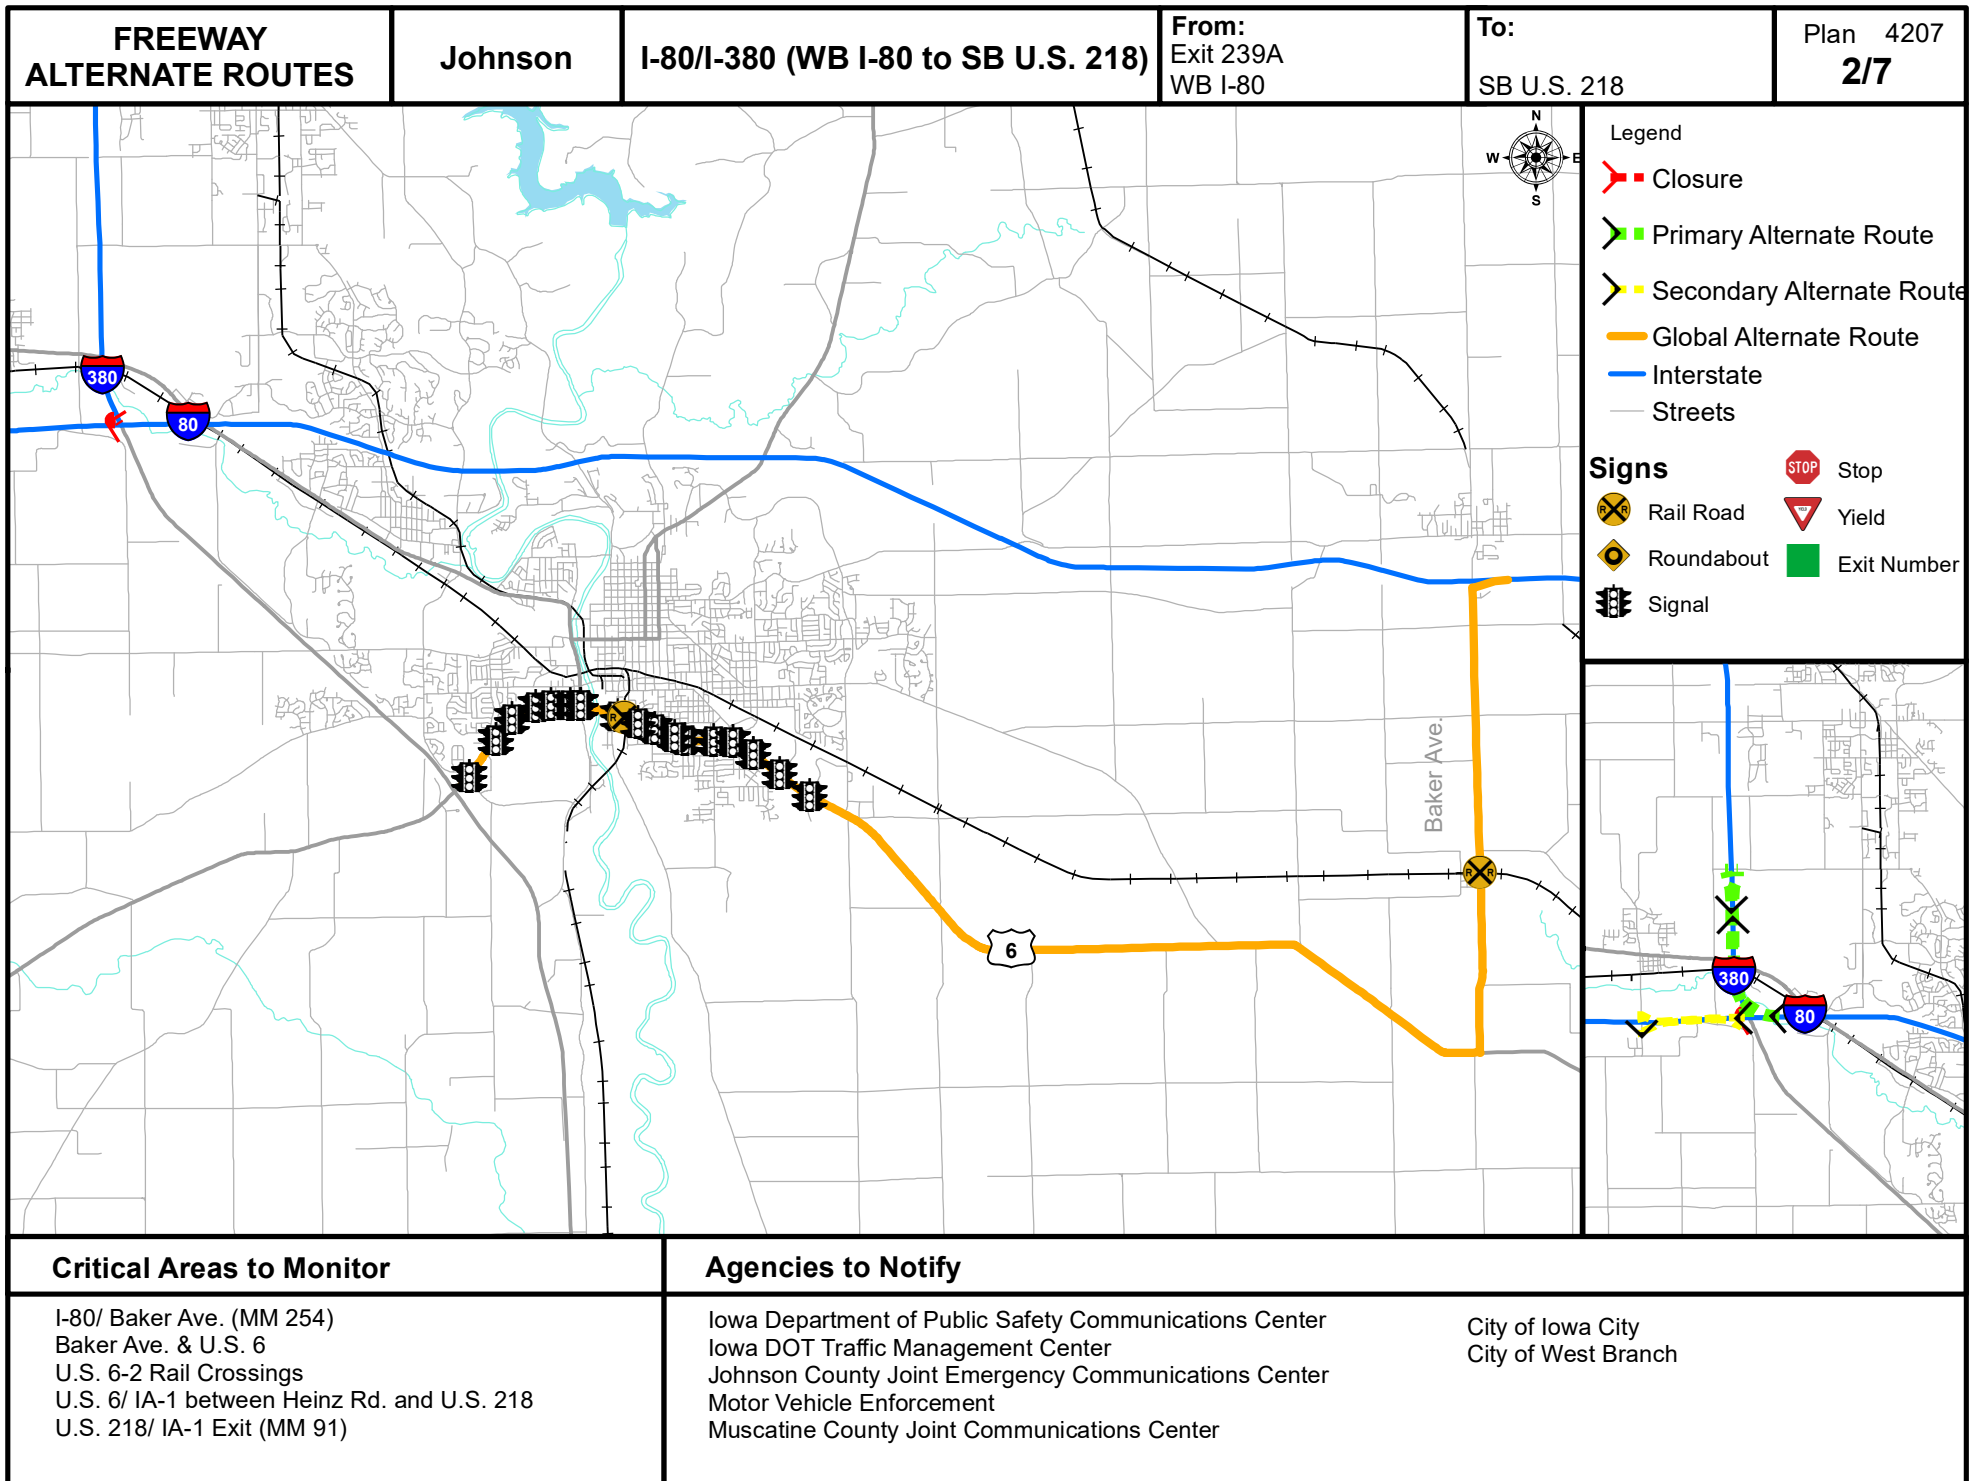 FREEWAY
ALTERNATE ROUTES
Johnson
I-80/I-380 (WB I-80 to SB U.S. 218)
From:
Exit 239A
WB I-80
To:
SB U.S. 218
Plan 4207
2/7
N
W E
S
380
80
6
Baker Ave.
R
R R
Legend
Closure
Primary Alternate Route
Secondary Alternate Route
Global Alternate Route
Interstate
Streets
Signs
R R Rail Road
Roundabout
Signal
STOP Stop
YIELD Yield
Exit Number
380
80
Critical Areas to Monitor
I-80/ Baker Ave. (MM 254)
Baker Ave. & U.S. 6
U.S. 6-2 Rail Crossings
U.S. 6/ IA-1 between Heinz Rd. and U.S. 218
U.S. 218/ IA-1 Exit (MM 91)
Agencies to Notify
Iowa Department of Public Safety Communications Center
Iowa DOT Traffic Management Center
Johnson County Joint Emergency Communications Center
Motor Vehicle Enforcement
Muscatine County Joint Communications Center
City of Iowa City
City of West Branch